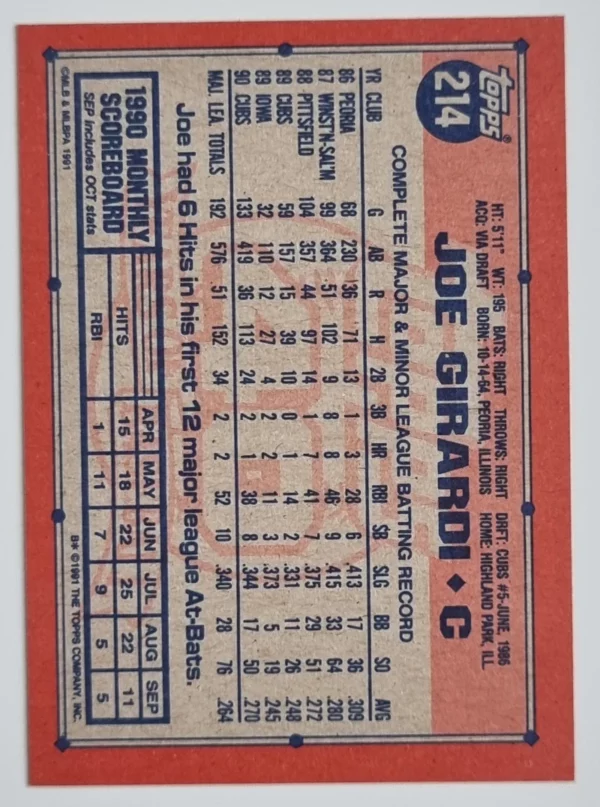 topps®
214
HT: 5'11" WT: 195 BATS: RIGHT THROWS: RIGHT DRFT: CUBS #5-JUNE, 1986
ACQ: VIA DRAFT BORN: 10-14-64, PEORIA, ILLINOIS HOME: HIGHLAND PARK, ILL
JOE GIRARDI ♦ C
COMPLETE MAJOR & MINOR LEAGUE BATTING RECORD
YR CLUB G AB R H 2B 3B HR RBI SB SLG BB SO AVG
86 PEORIA 68 230 36 71 13 1 3 28 6 .413 17 36 .309
87 WINST'N-SAL'M 99 364 51 102 9 8 8 46 9 .415 33 64 .280
88 PITTSFIELD 104 357 44 97 14 1 7 41 7 .375 29 51 .272
89 CUBS 59 157 15 39 10 0 1 14 2 .331 11 26 .248
89 IOWA 32 110 12 27 4 2 2 11 3 .373 5 19 .245
90 CUBS 133 419 36 113 24 2 1 38 8 .344 17 50 .270
MAJ. LEA. TOTALS 192 576 51 152 34 2 2 52 10 .340 28 76 .264
Joe had 6 Hits in his first 12 major league At-Bats.
1990 MONTHLY
SCOREBOARD
SEP includes OCT stats
APR MAY JUN JUL AUG SEP
HITS 15 18 22 25 22 11
RBI 1 11 7 9 5 5
©MLB & MLBPA 1991
B* ©1991 THE TOPPS COMPANY, INC.